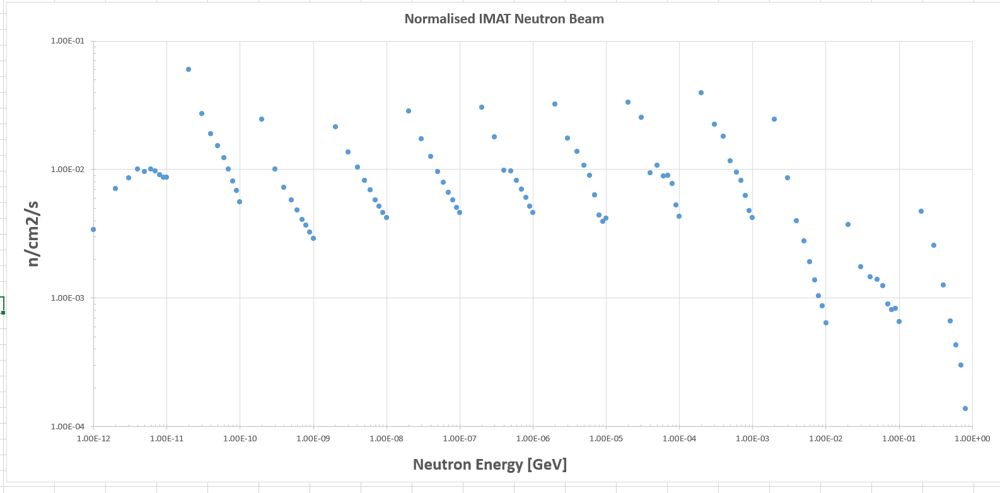 Normalised IMAT Neutron Beam
1.00E-01
1.00E-02
1.00E-03
1.00E-04
n/cm2/s
1.00E-12 1.00E-11 1.00E-10 1.00E-09 1.00E-08 1.00E-07 1.00E-06 1.00E-05 1.00E-04 1.00E-03 1.00E-02 1.00E-01 1.00E+00
Neutron Energy [GeV]